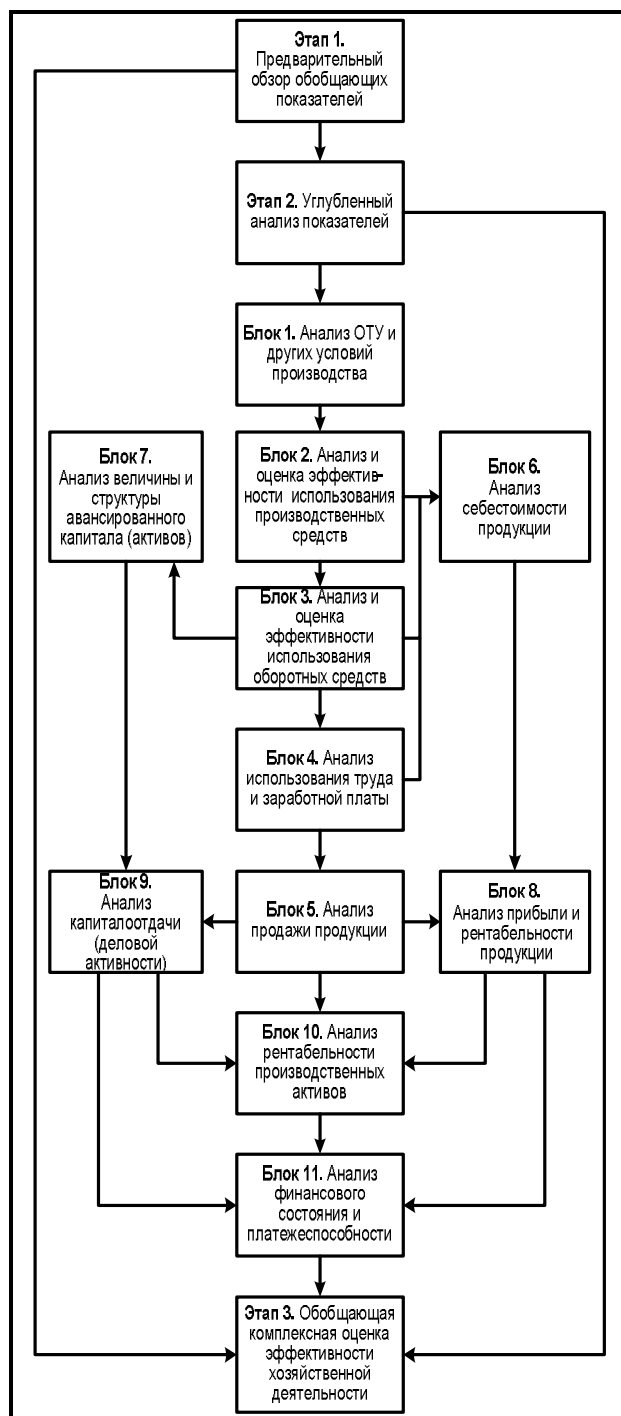 Этап 1.
Предварительный
обзор обобщающих
показателей
Этап 2. Углубленный
анализ показателей
Блок 1. Анализ ОТУ и
других условий
производства
Блок 7.
Анализ величины и
структуры
авансированного
капитала (активов)
Блок 2. Анализ и
оценка эффектив-
ности использования
производственных
средств
Блок 6.
Анализ
себестоимости
продукции
Блок 3. Анализ и
оценка
эффективности
использования
оборотных средств
Блок 4. Анализ
использования труда
и заработной платы
Блок 9.
Анализ
капиталоотдачи
(деловой
активности)
Блок 5. Анализ
продажи продукции
Блок 8.
Анализ прибыли и
рентабельности
продукции
Блок 10. Анализ
рентабельности
производственных
активов
Блок 11. Анализ
финансового
состояния и
платежеспособности
Этап 3. Обобщающая
комплексная оценка
эффективности
хозяйственной
деятельности